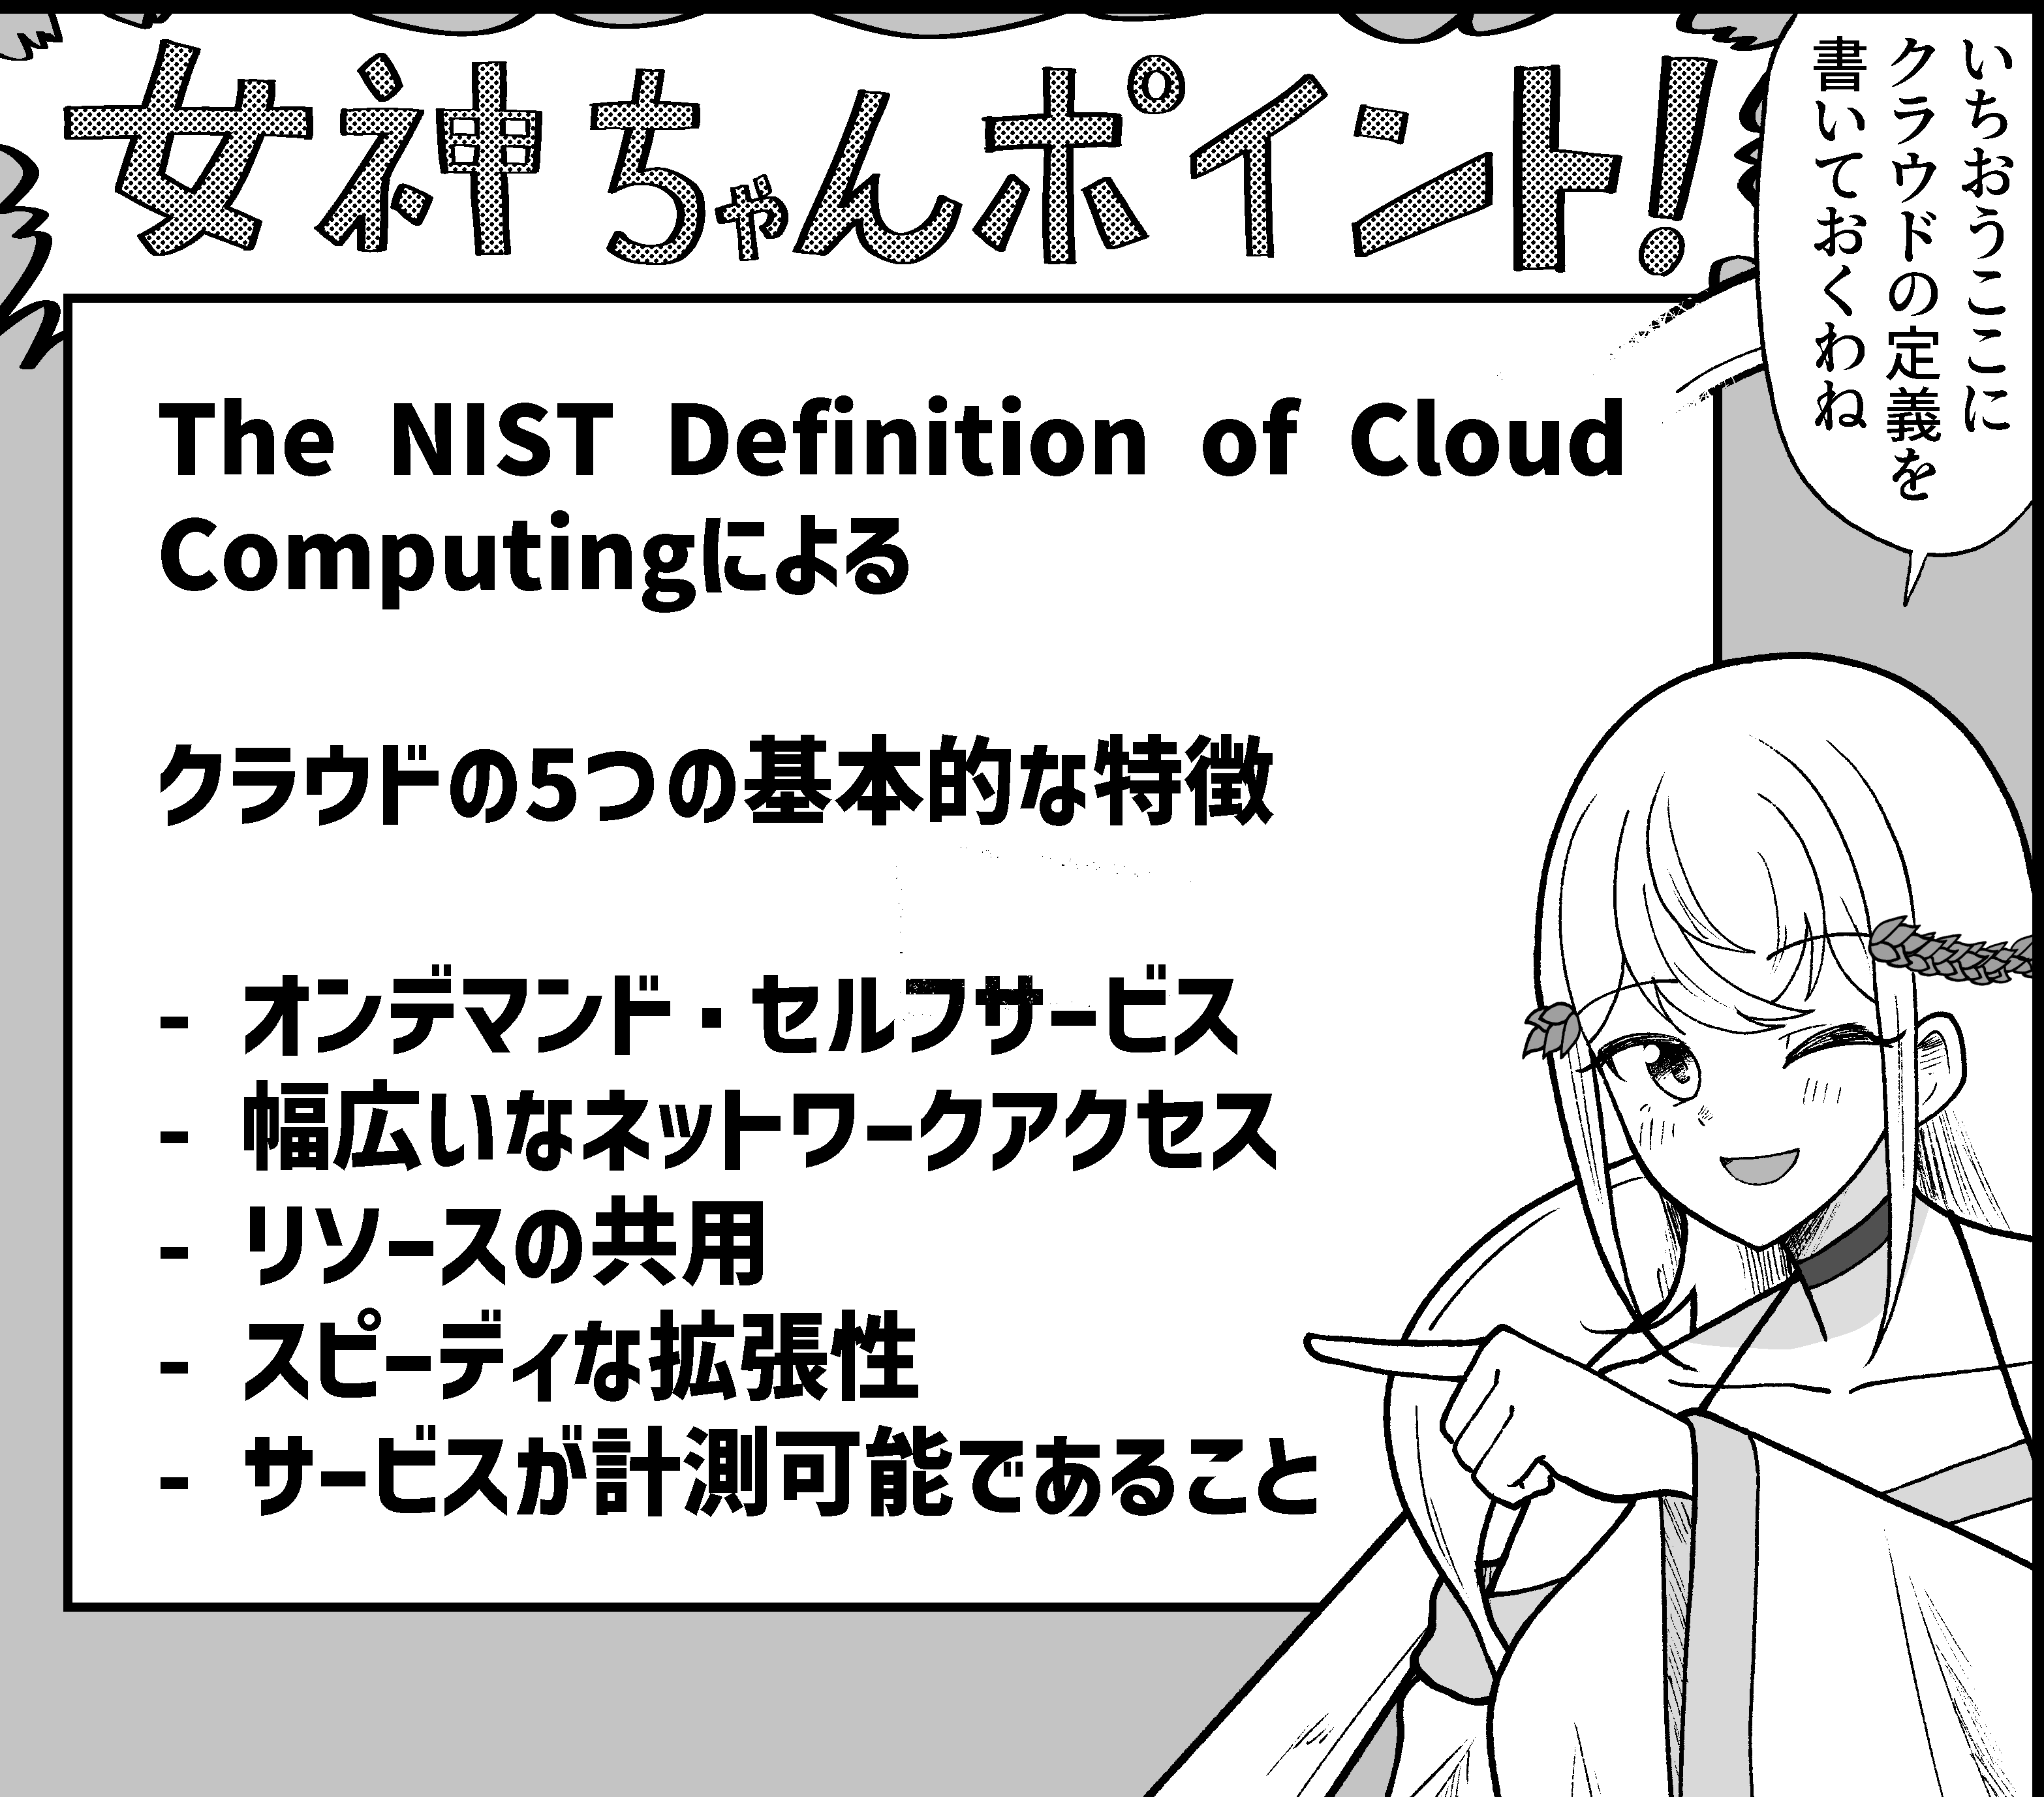 女神ちゃんポイント!
いちおうここに
クラウドの定義を
書いておくわね
The NIST Definition of Cloud
Computingによる
クラウドの5つの基本的な特徴
- オンデマンド・セルフサービス
- 幅広いなネットワークアクセス
- リソースの共用
- スピーディな拡張性
- サービスが計測可能であること